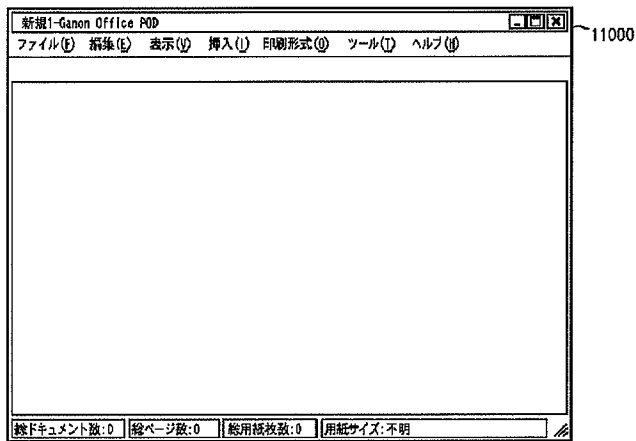 新規1-Ganon Office POD
11000
ファイル(F) 編集(E) 表示(V) 挿入(I) 印刷形式(O) ツール(T) ヘルプ(H)
総ドキュメント数:0 総ページ数:0 総用紙枚数:0 用紙サイズ:不明